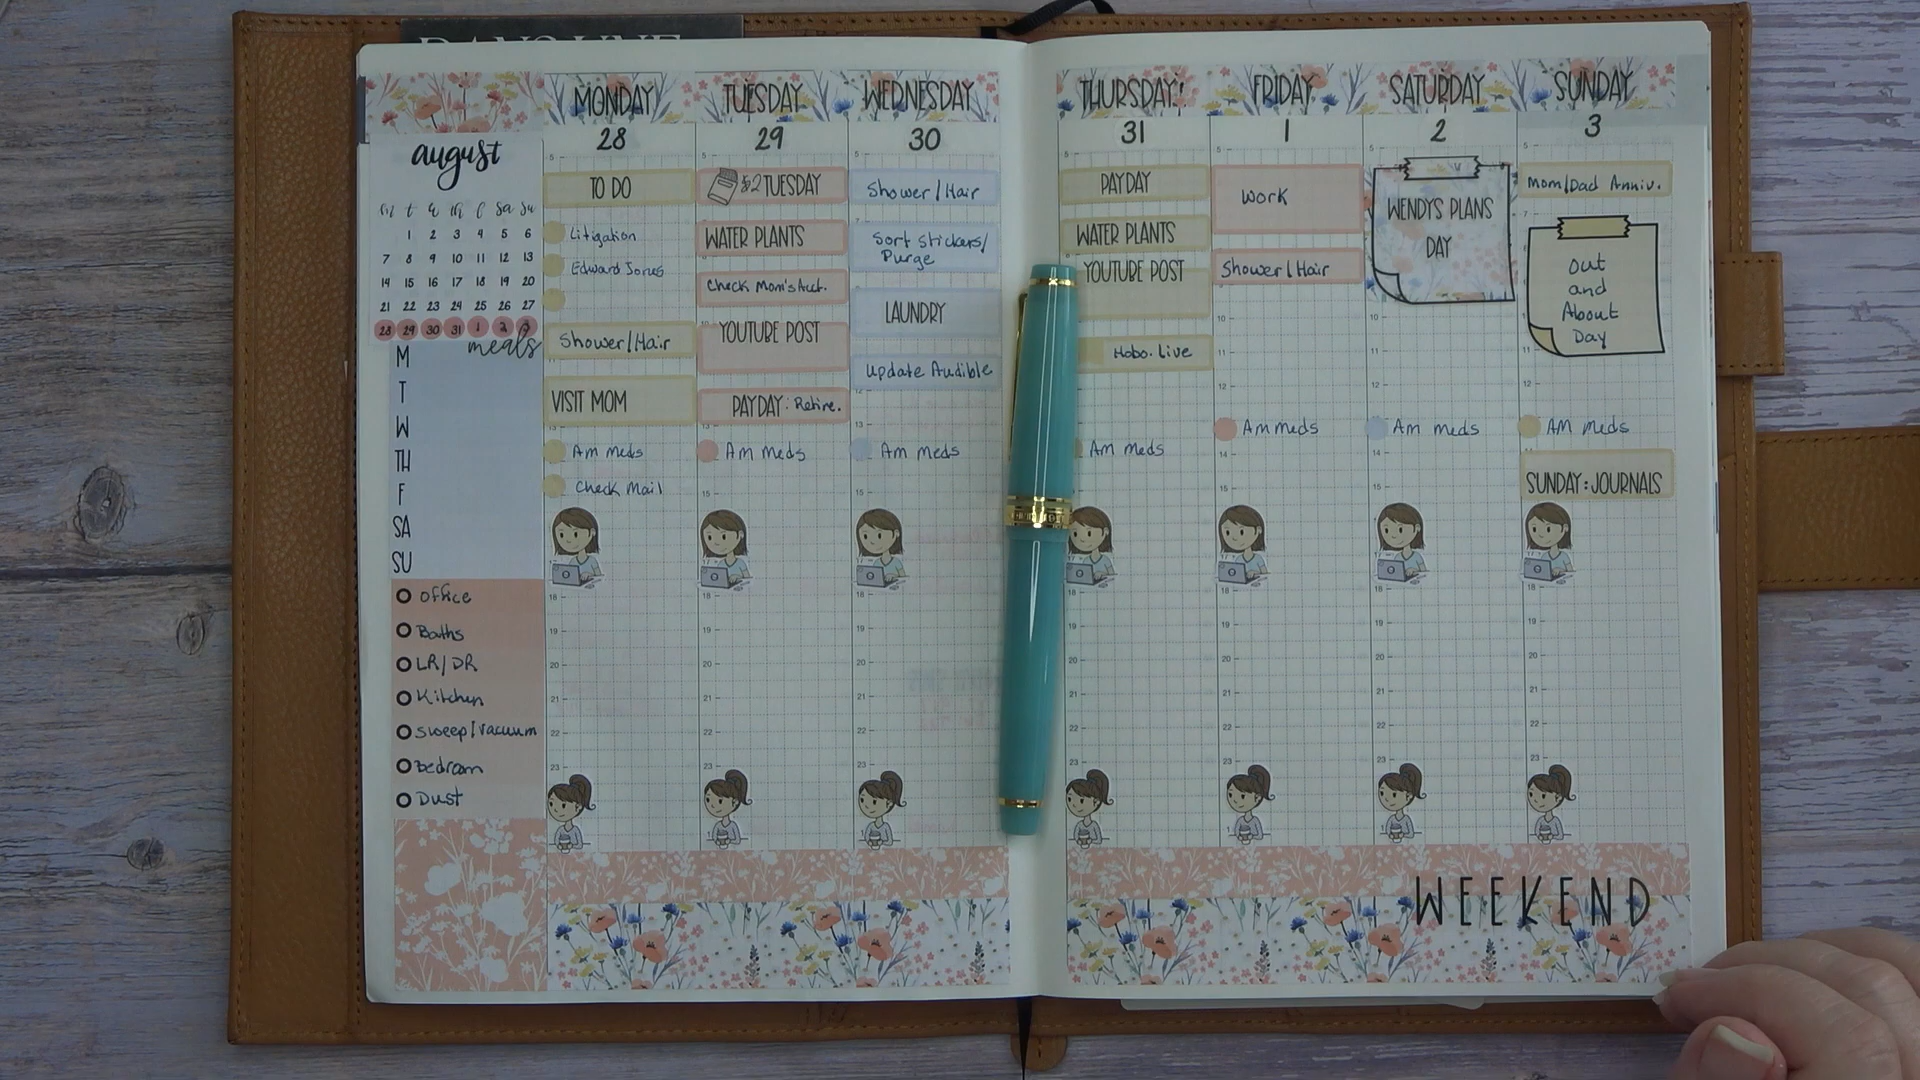 MONDAY
TUESDAY
WEDNESDAY
THURSDAY!
FRIDAY
SATURDAY
SUNDAY
28
29
30
31
1
2
3
august
M T W Th F Sa Su
1 2 3 4 5 6
7 8 9 10 11 12 13
14 15 16 17 18 19 20
21 22 23 24 25 26 27
28 29 30 31 1 2 3
meals
M
T
W
TH
F
SA
SU
office
Baths
LR/DR
Kitchen
sweep/vacuum
Bedroom
Dust
TO DO
Litigation
Edward Jones
Shower/Hair
VISIT MOM
Am Meds
Check Mail
$2 TUESDAY
WATER PLANTS
Check Mom's Acct.
YOUTUBE POST
PAYDAY: Retire.
Am Meds
Shower/Hair
Sort Stickers/
Purge
LAUNDRY
update Audible
Am meds
PAYDAY
WATER PLANTS
YOUTUBE POST
Hobo. Live
Am meds
Work
Shower/Hair
Am meds
WENDYS PLANS
DAY
Am meds
Mom/Dad Anniv.
Out
and
About
Day
AM meds
SUNDAY: JOURNALS
WEEKEND